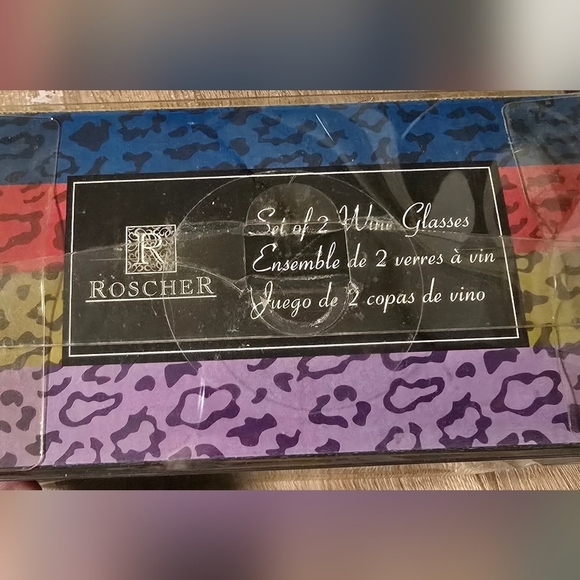 R
ROSCHER
Set of 2 Wine Glasses
Ensemble de 2 verres à vin
Juego de 2 copas de vino